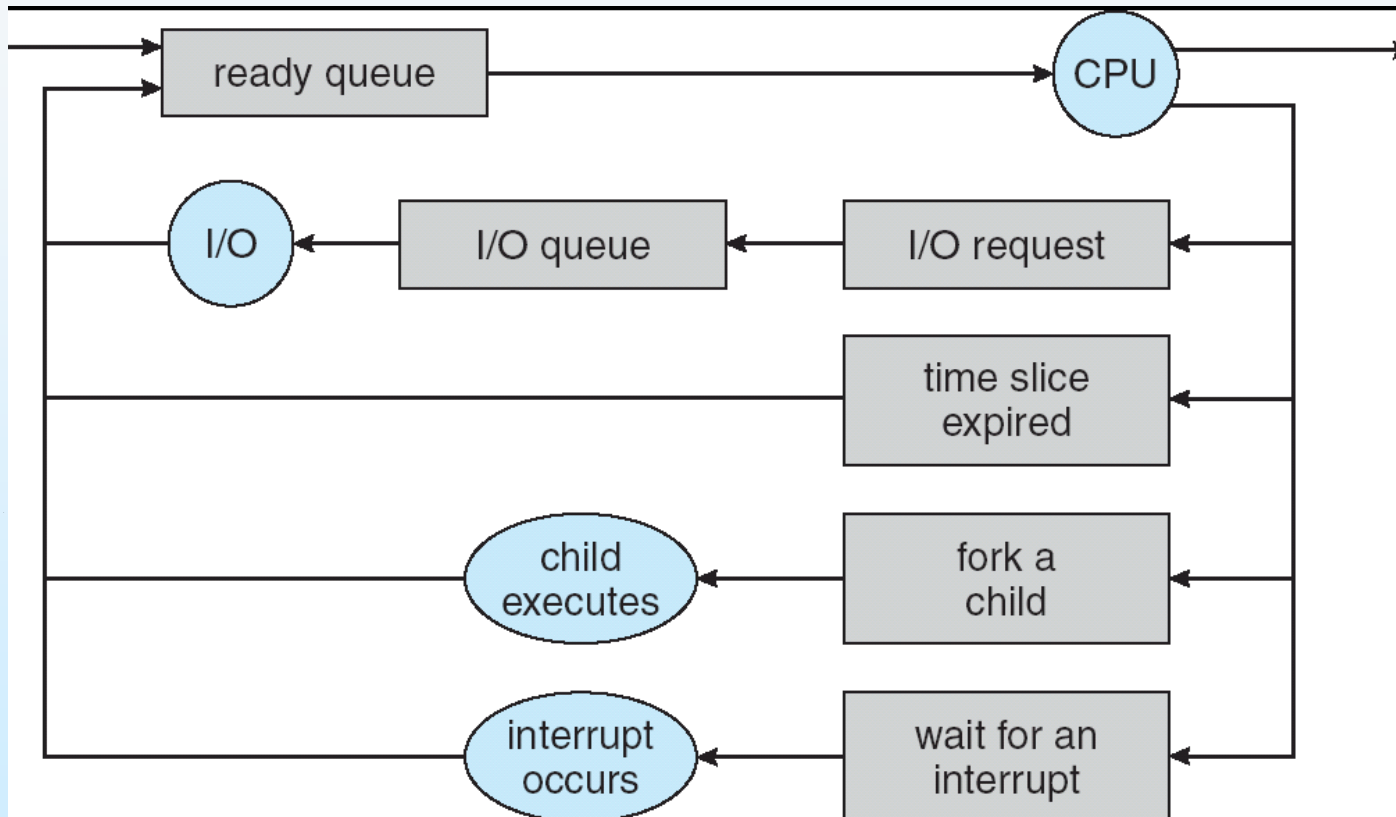 ready queue
CPU
I/O
I/O queue
I/O request
time slice
expired
child
executes
fork a
child
interrupt
occurs
wait for an
interrupt